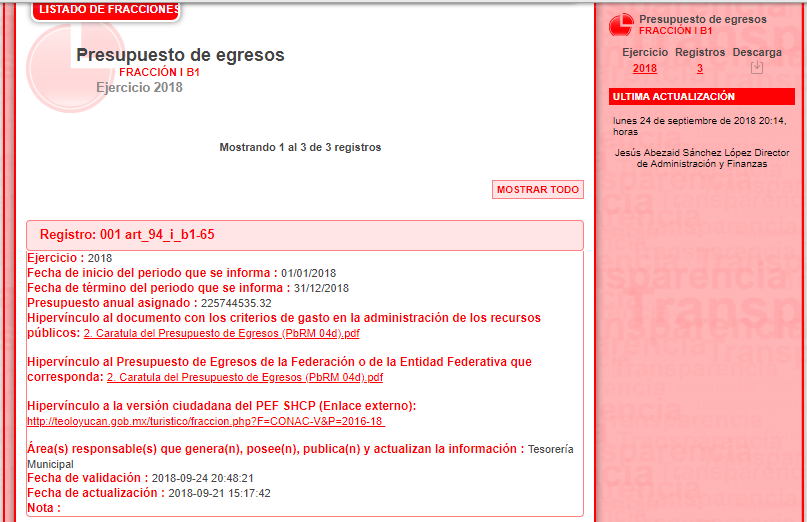 LISTADO DE FRACCIONES
Presupuesto de egresos
FRACCIÓN I B1
Ejercicio 2018
Mostrando 1 al 3 de 3 registros
MOSTRAR TODO
Registro: 001 art_94_i_b1-65
Ejercicio : 2018
Fecha de inicio del periodo que se informa : 01/01/2018
Fecha de término del periodo que se informa : 31/12/2018
Presupuesto anual asignado : 225744535.32
Hipervínculo al documento con los criterios de gasto en la administración de los recursos
públicos: 2. Caratula del Presupuesto de Egresos (PbRM 04d).pdf
Hipervínculo al Presupuesto de Egresos de la Federación o de la Entidad Federativa que
corresponda: 2. Caratula del Presupuesto de Egresos (PbRM 04d).pdf
Hipervínculo a la versión ciudadana del PEF SHCP (Enlace externo):
http://teoloyucan.gob.mx/turistico/fraccion.php?F=CONAC-V&P=2016-18
Área(s) responsable(s) que genera(n), posee(n), publica(n) y actualizan la información : Tesorería
Municipal
Fecha de validación : 2018-09-24 20:48:21
Fecha de actualización : 2018-09-21 15:17:42
Nota :
Presupuesto de egresos
FRACCIÓN I B1
Ejercicio Registros Descarga
2018 3
ULTIMA ACTUALIZACIÓN
lunes 24 de septiembre de 2018 20:14,
horas
Jesús Abezaid Sánchez López Director
de Administración y Finanzas